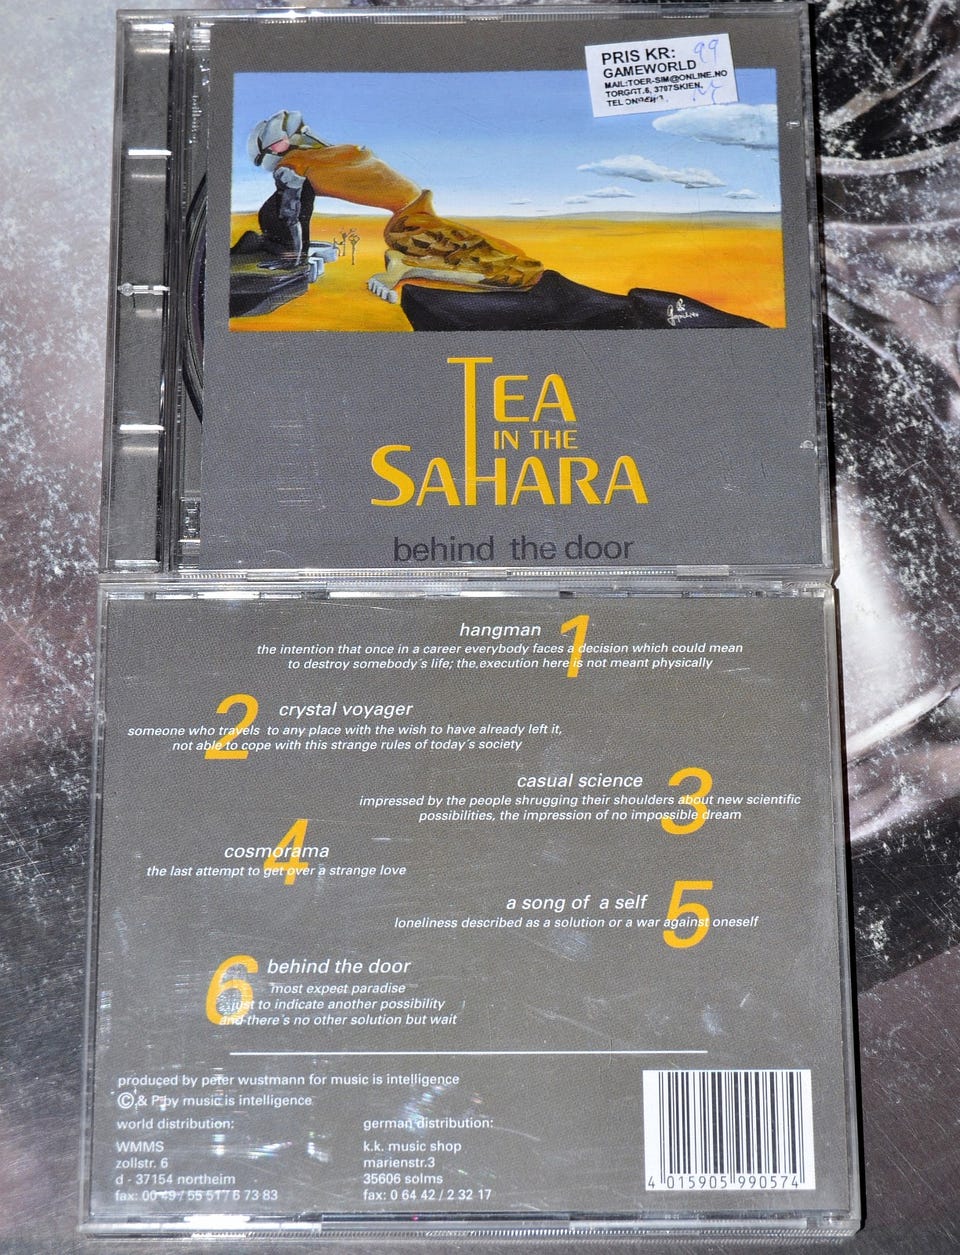 PRIS KR: 99
GAMEWORLD
MAIL:TOER-SIM@ONLINE.NO
TORGGT.6, 3707SKIEN,
TEA
IN THE
SAHARA
behind the door
hangman 1
the intention that once in a career everybody faces a decision which could mean
to destroy somebody´s life; the execution here is not meant physically
2 crystal voyager
someone who travels to any place with the wish to have already left it,
not able to cope with this strange rules of today´s society
casual science 3
impressed by the people shrugging their shoulders about new scientific
possibilities, the impression of no impossible dream
4
cosmorama
the last attempt to get over a strange love
a song of a self 5
loneliness described as a solution or a war against oneself
6 behind the door
most expect paradise
just to indicate another possibility
and there´s no other solution but wait
produced by peter wustmann for music is intelligence
© & P by music is intelligence
world distribution:
WMMS
zollstr. 6
d - 37154 northeim
fax: 00 49 / 55 51 / 6 73 83
german distribution:
k.k. music shop
marienstr.3
35606 solms
fax: 0 64 42 / 2 32 17
4 015905 990574